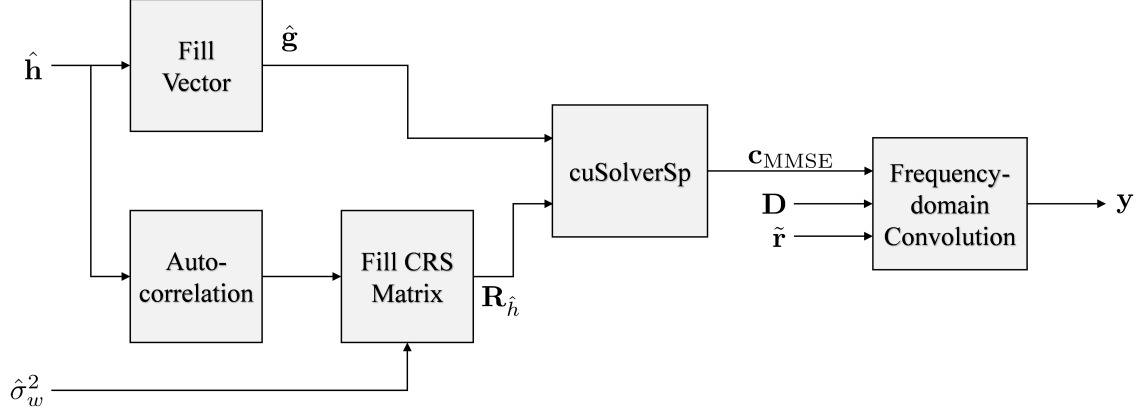 ĥ
Fill
Vector
ĝ
cuSolverSp
c_MMSE
D
r̃
Frequency-
domain
Convolution
y
Auto-
correlation
Fill CRS
Matrix
R_ĥ
σ̂²_w